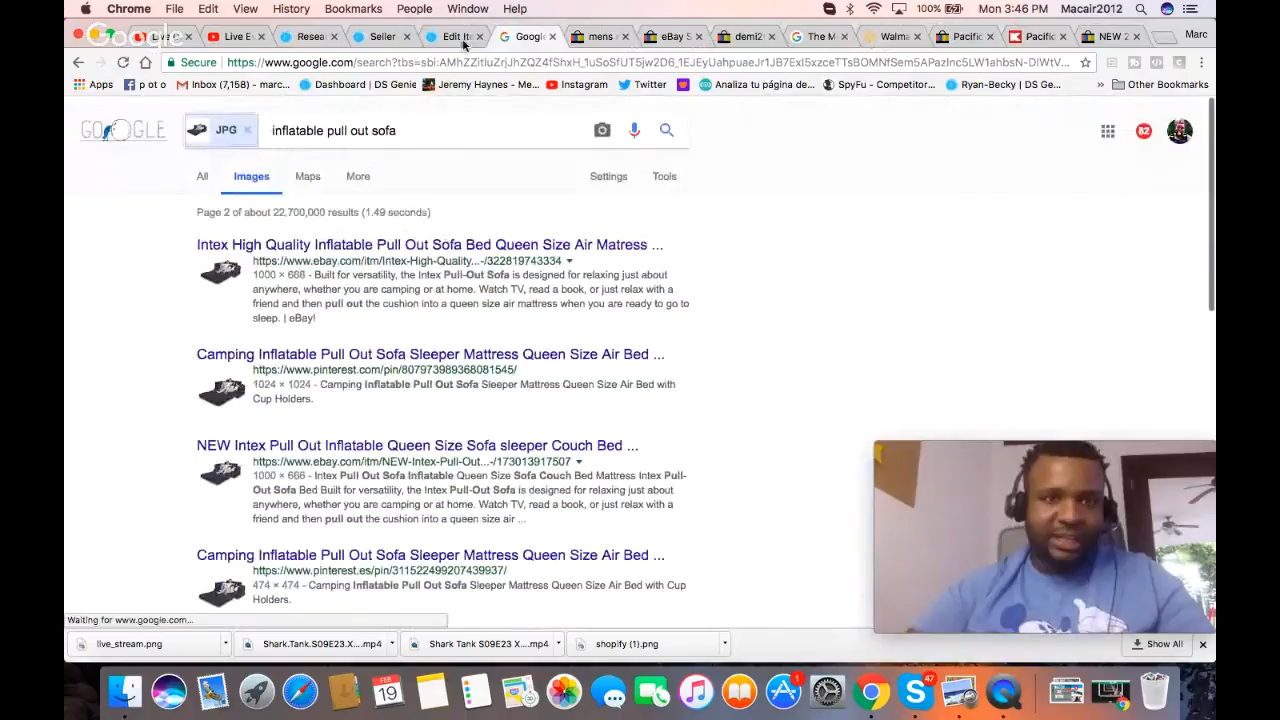 Chrome File Edit View History Bookmarks People Window Help 100% Mon 3:46 PM Macair2012
Live E Resea Seller Edit Ite Google mens eBay S demi2 The M Walma Pacific Pacific NEW 2 Marc
Secure https://www.google.com/search?tbs=sbi:
Apps p ot o Inbox (7,158) - marc... Dashboard | DS Genie Jeremy Haynes - Me... Instagram Twitter Analiza tu página de... SpyFu - Competitor... Ryan-Becky | DS Ge... » Other Bookmarks
GOOGLE JPG inflatable pull out sofa 82
All Images Maps More Settings Tools
Page 2 of about 22,700,000 results (1.49 seconds)
Intex High Quality Inflatable Pull Out Sofa Bed Queen Size Air Matress ...
https://www.ebay.com/itm/Intex-High-Quality...-/322819743334
1000 × 666 - Built for versatility, the Intex Pull-Out Sofa is designed for relaxing just about
anywhere, whether you are camping or at home. Watch TV, read a book, or just relax with a
friend and then pull out the cushion into a queen size air mattress when you are ready to go to
sleep. | eBay!
Camping Inflatable Pull Out Sofa Sleeper Mattress Queen Size Air Bed ...
https://www.pinterest.com/pin/807973989368081545/
1024 × 1024 - Camping Inflatable Pull Out Sofa Sleeper Mattress Queen Size Air Bed with
Cup Holders.
NEW Intex Pull Out Inflatable Queen Size Sofa sleeper Couch Bed ...
https://www.ebay.com/itm/NEW-Intex-Pull-Out...-/173013917507
1000 × 666 - Intex Pull Out Sofa Inflatable Queen Size Sofa Couch Bed Mattress Intex Pull-
Out Sofa Bed Built for versatility, the Intex Pull-Out Sofa is designed for relaxing just about
anywhere, whether you are camping or at home. Watch TV, read a book, or just relax with a
friend and then pull out the cushion into a queen size air ...
Camping Inflatable Pull Out Sofa Sleeper Mattress Queen Size Air Bed ...
https://www.pinterest.es/pin/311522499207439937/
474 × 474 - Camping Inflatable Pull Out Sofa Sleeper Mattress Queen Size Air Bed with Cup
Holders.
Waiting for www.google.com...
live_stream.png Shark.Tank.S09E23.X....mp4 Shark Tank S09E23 X....mp4 shopify (1).png Show All
FEB
19 1 47